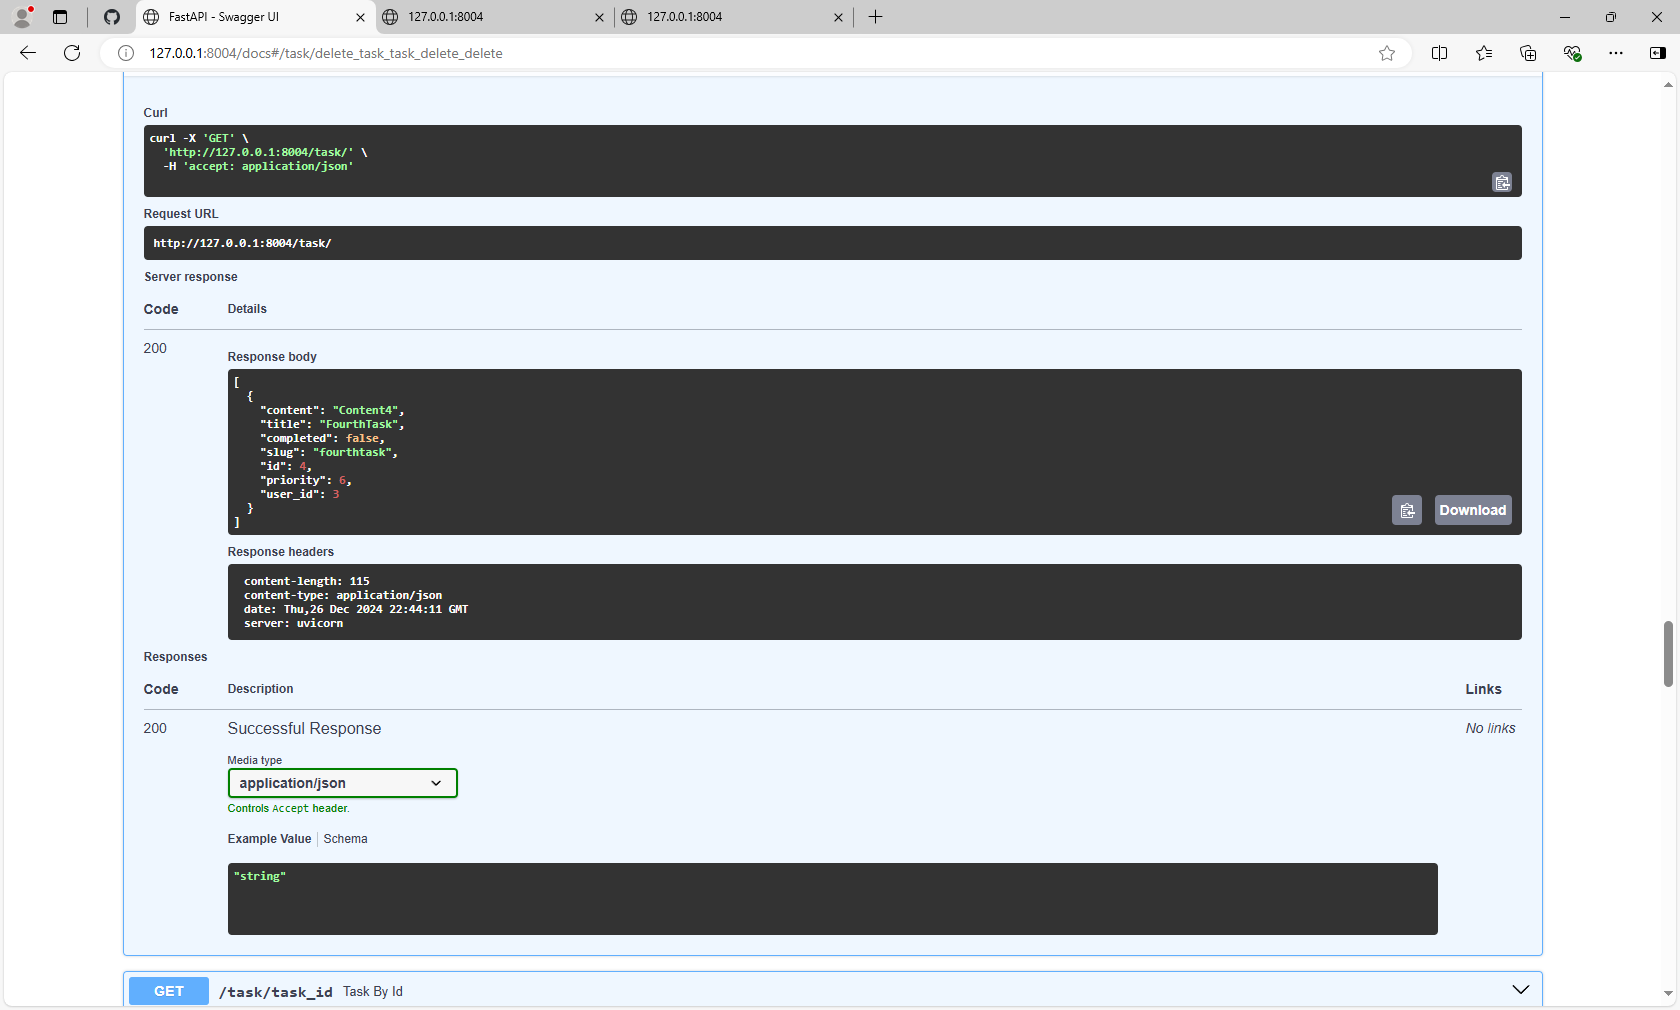 FastAPI - Swagger UI
127.0.0.1:8004
127.0.0.1:8004
127.0.0.1:8004/docs#/task/delete_task_task_delete_delete
Curl
curl -X 'GET' \
'http://127.0.0.1:8004/task/' \
-H 'accept: application/json'
Request URL
http://127.0.0.1:8004/task/
Server response
Code Details
200
Response body
[
{
"content": "Content4",
"title": "FourthTask",
"completed": false,
"slug": "fourthtask",
"id": 4,
"priority": 6,
"user_id": 3
}
]
Download
Response headers
content-length: 115
content-type: application/json
date: Thu,26 Dec 2024 22:44:11 GMT
server: uvicorn
Responses
Code Description Links
200 Successful Response No links
Media type
application/json
Controls Accept header.
Example Value Schema
"string"
GET /task/task_id Task By Id